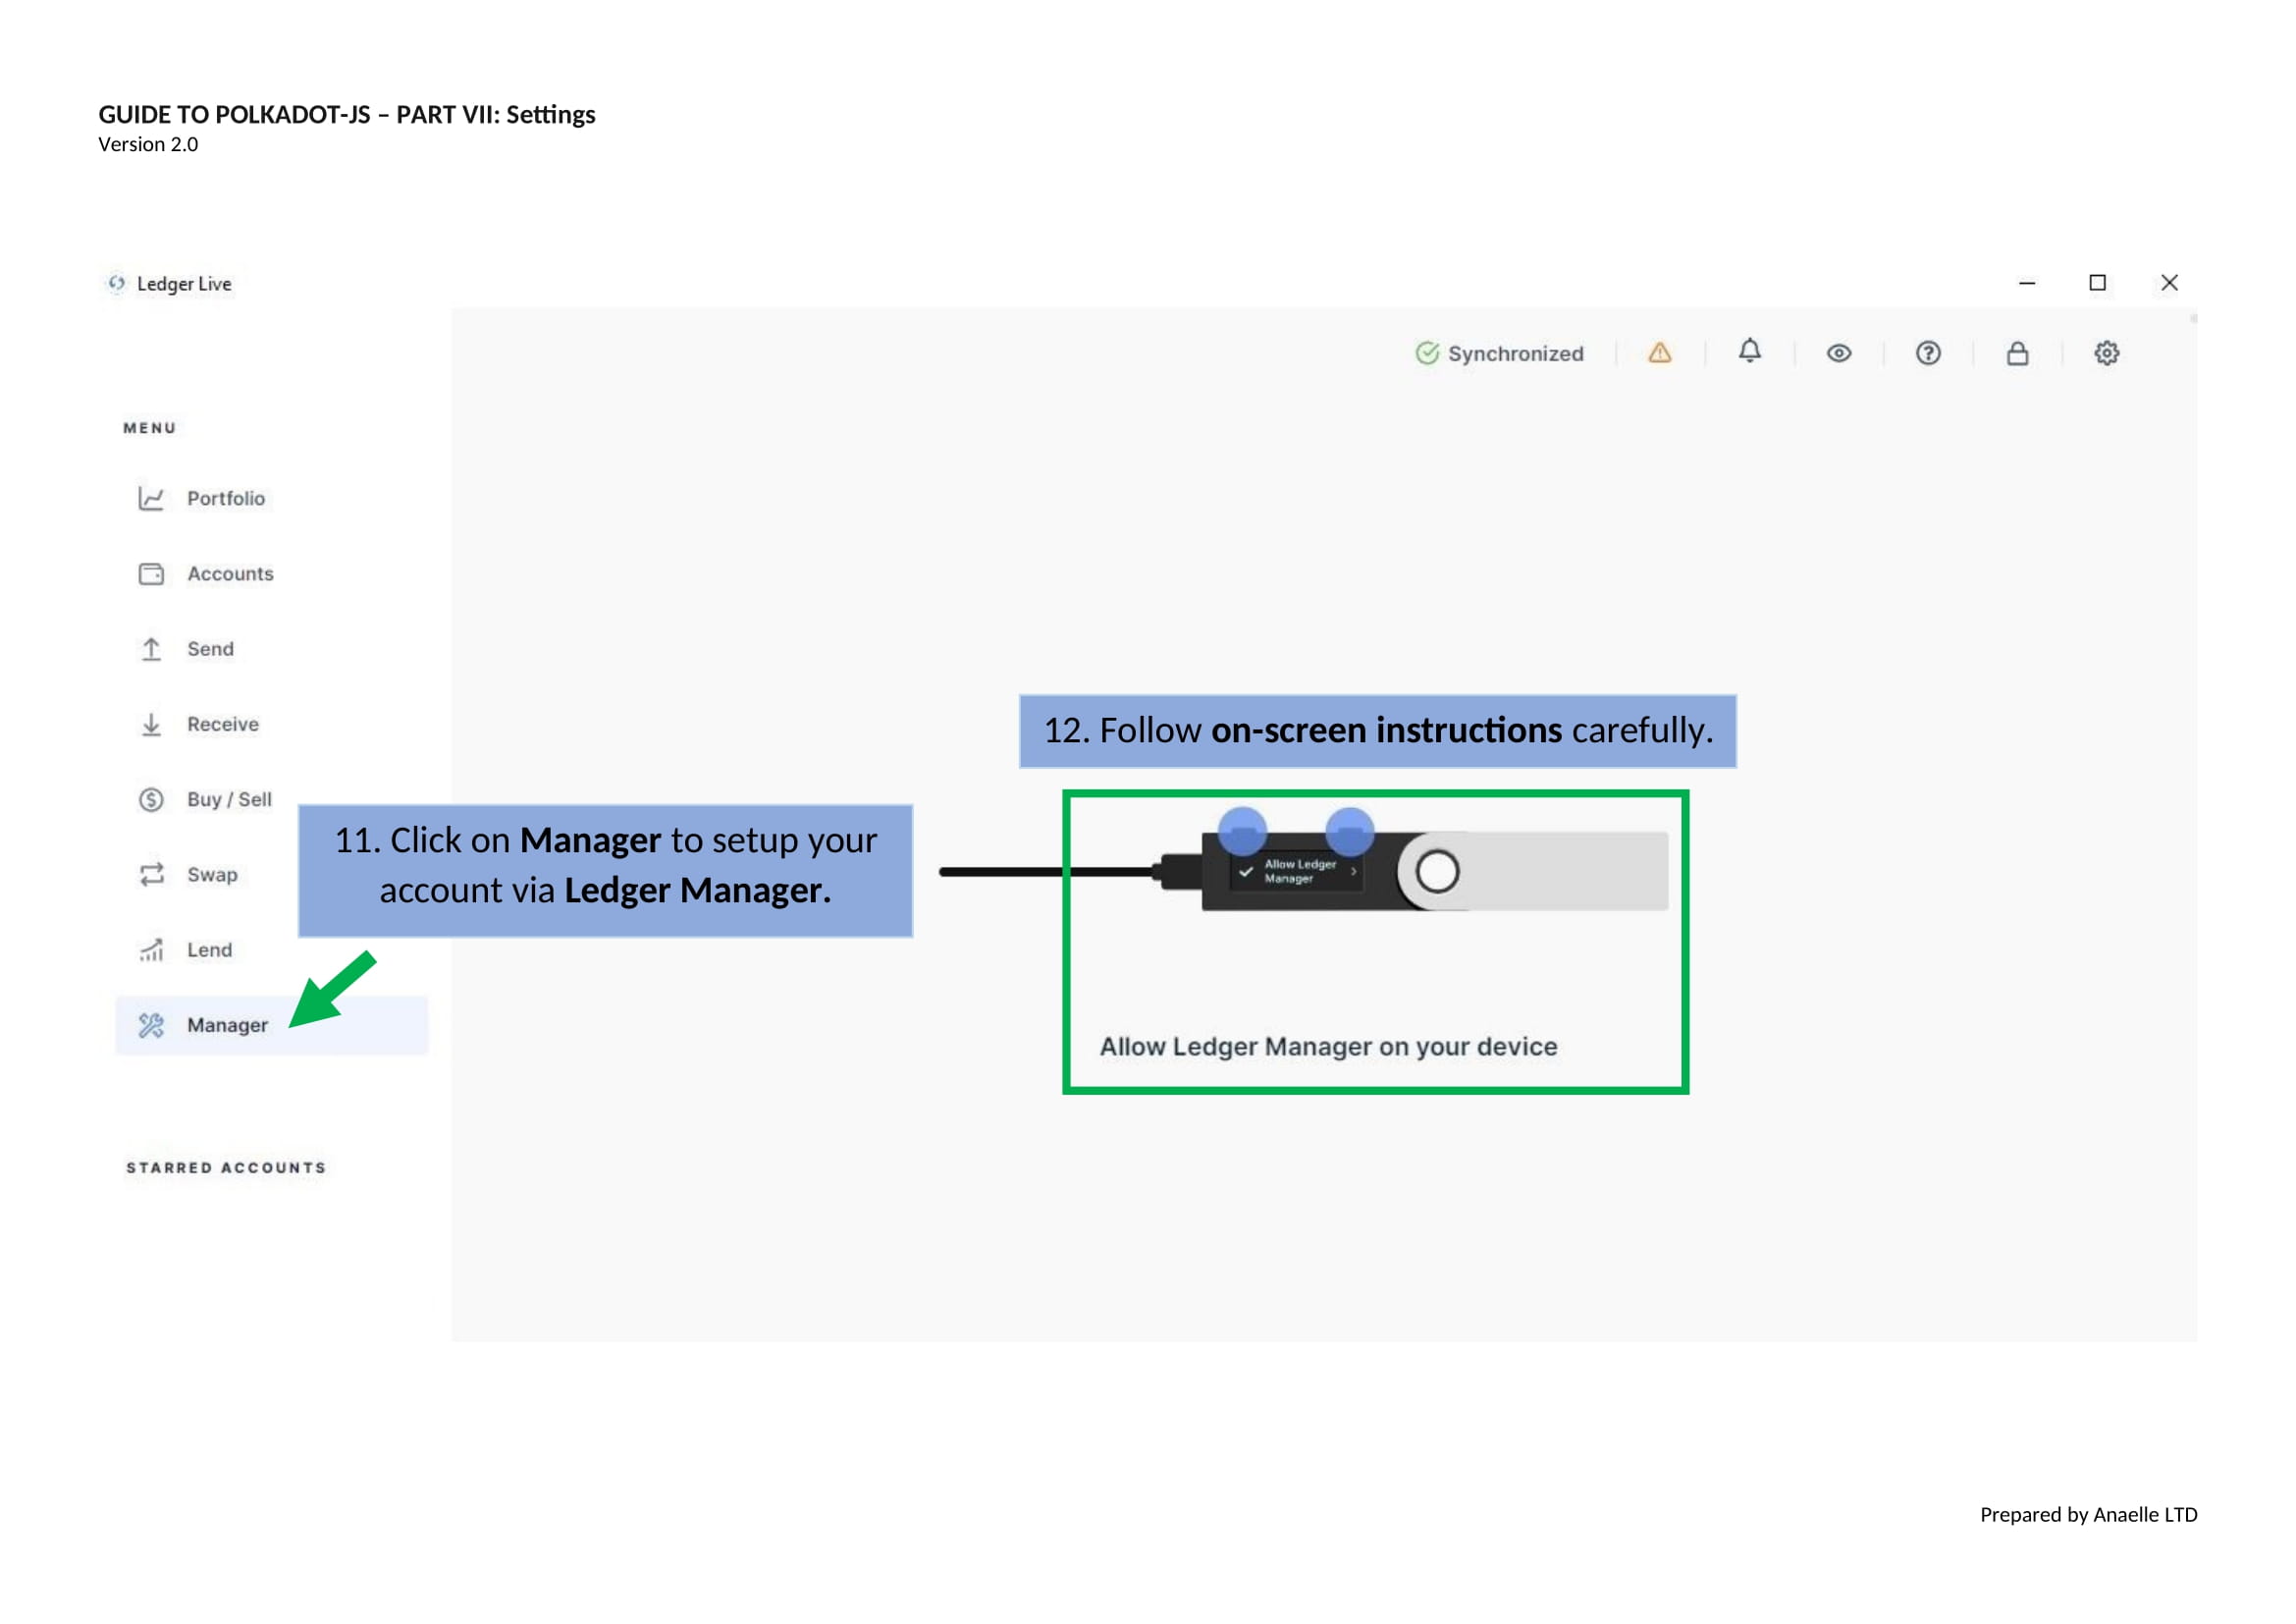 GUIDE TO POLKADOT-JS – PART VII: Settings
Version 2.0
Ledger Live
Synchronized
MENU
Portfolio
Accounts
Send
Receive
Buy / Sell
Swap
Lend
Manager
STARRED ACCOUNTS
11. Click on Manager to setup your
account via Ledger Manager.
12. Follow on-screen instructions carefully.
Allow Ledger
Manager
Allow Ledger Manager on your device
Prepared by Anaelle LTD